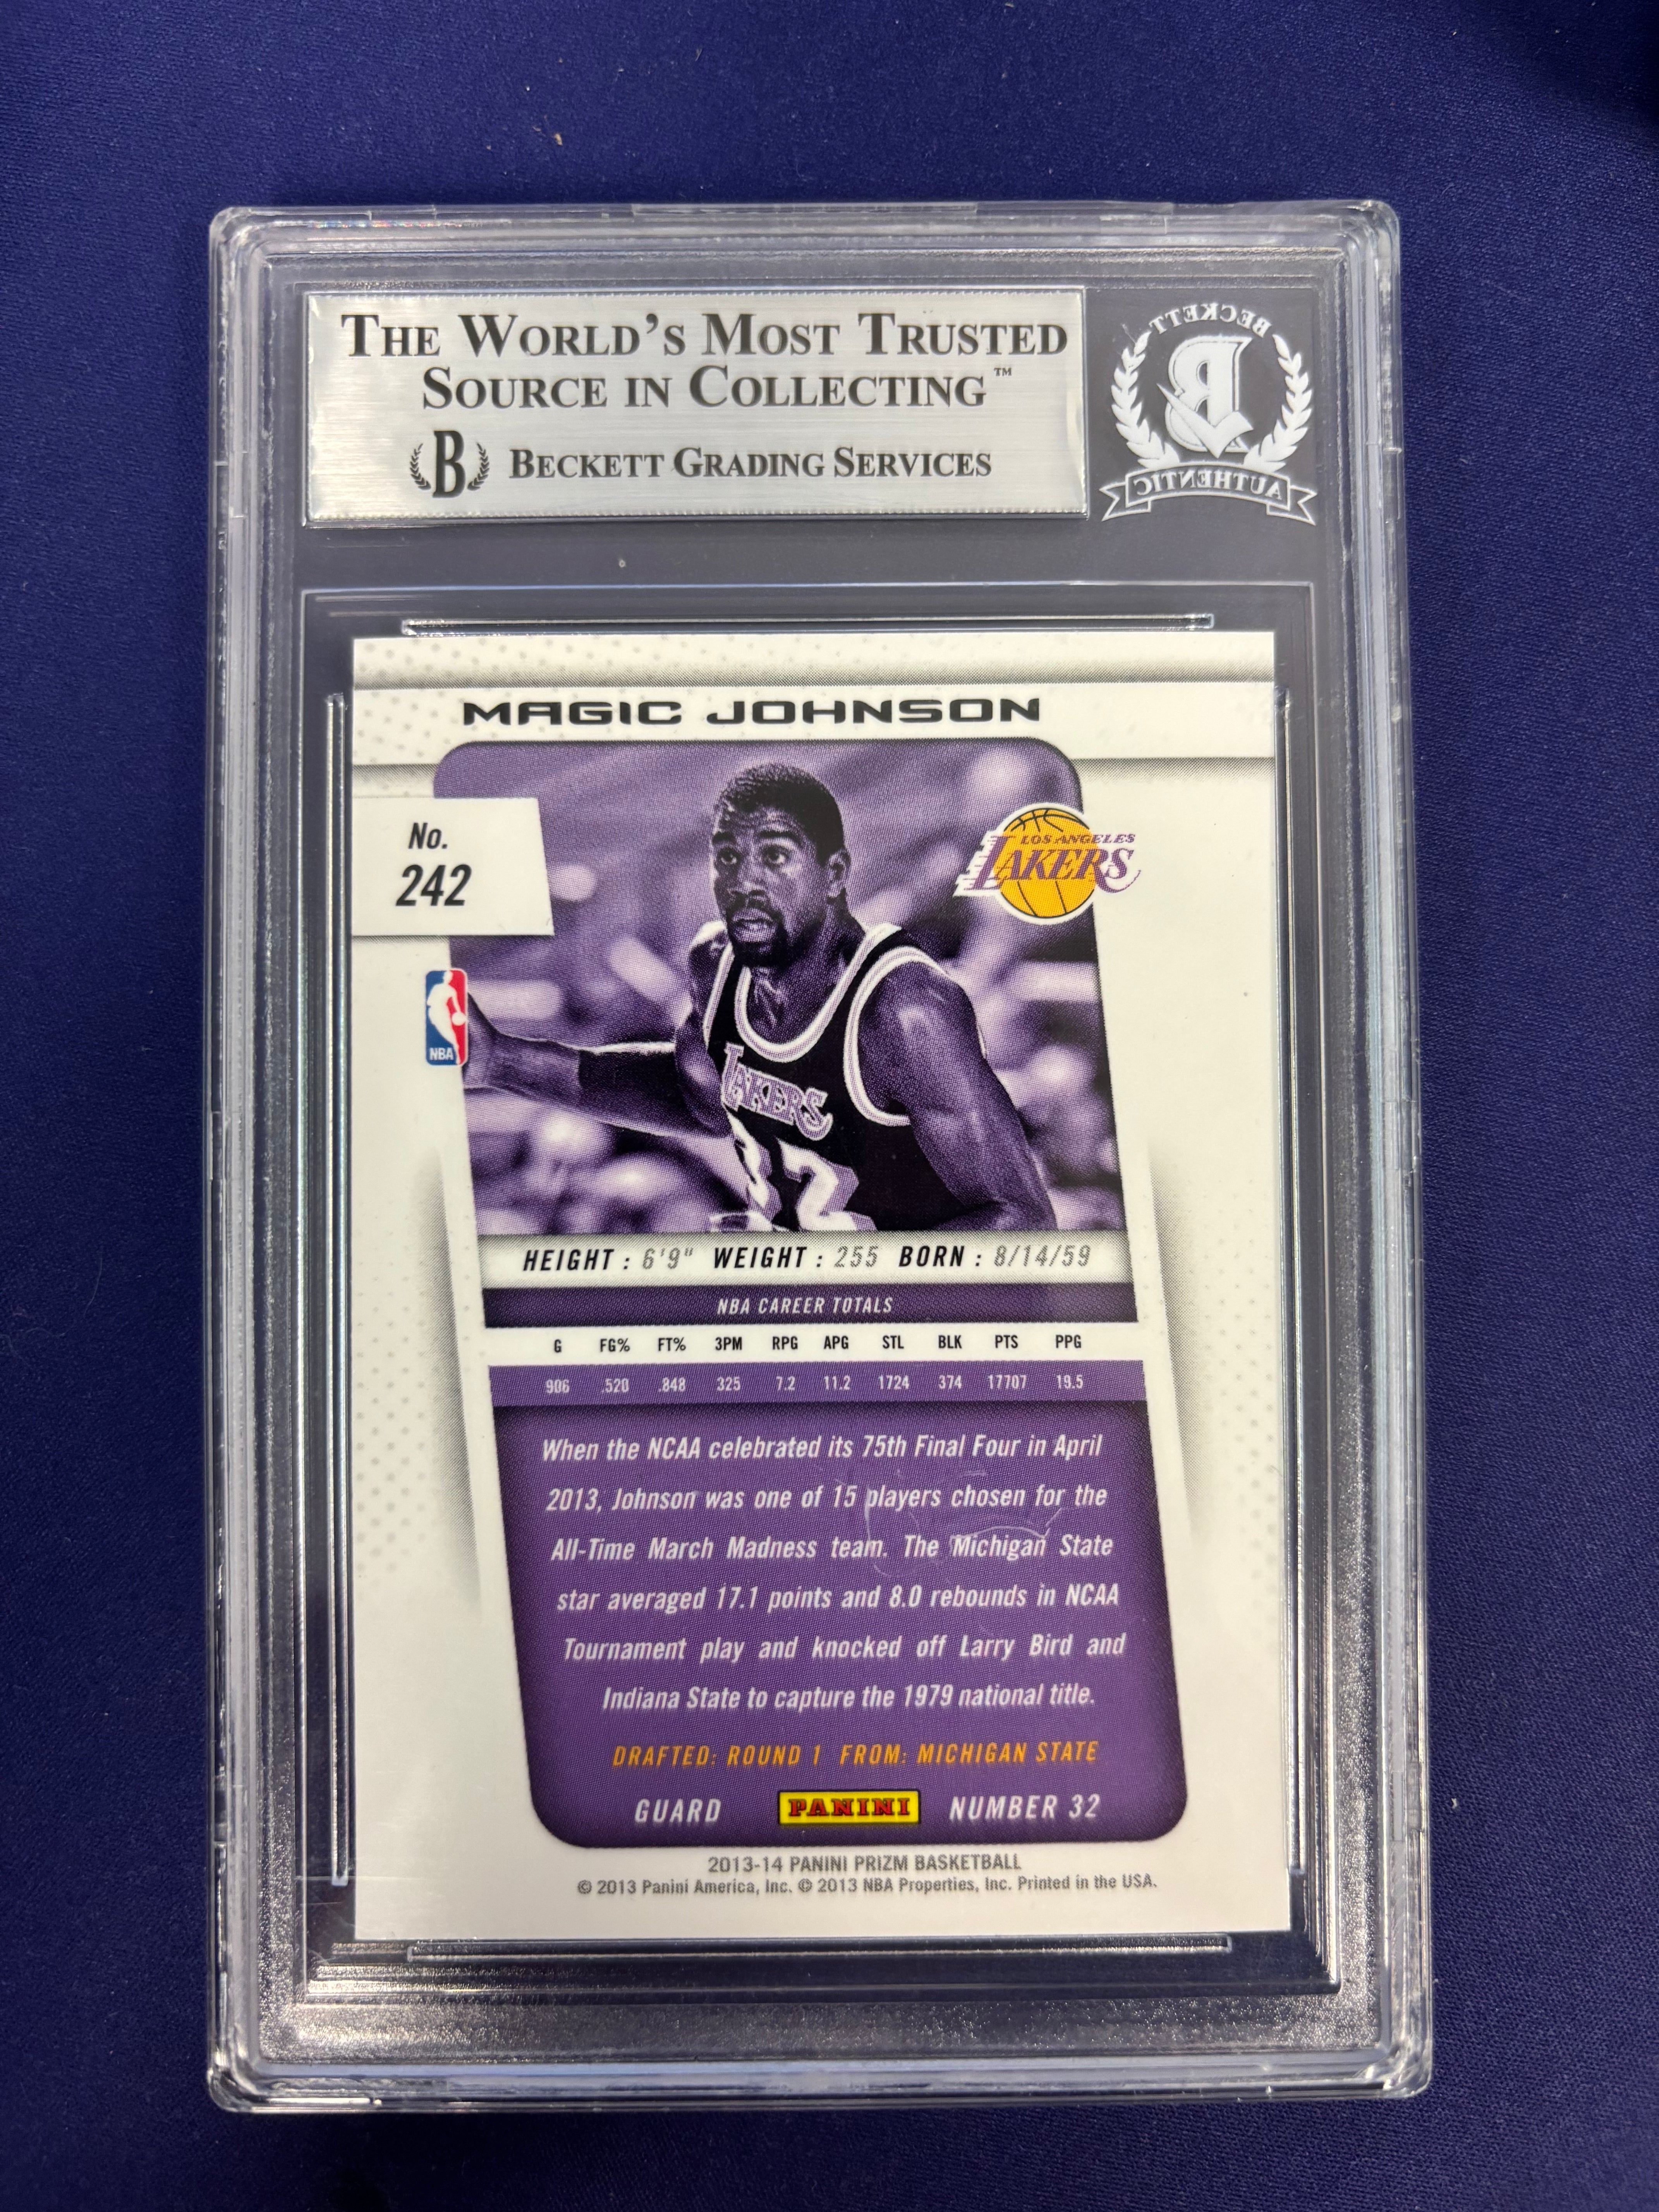 THE WORLD'S MOST TRUSTED
SOURCE IN COLLECTING™
B BECKETT GRADING SERVICES
BECKETT
B
AUTHENTIC
MAGIC JOHNSON
No.
242
LOS ANGELES
LAKERS
NBA
LAKERS
32
HEIGHT : 6'9" WEIGHT : 255 BORN : 8/14/59
NBA CAREER TOTALS
G FG% FT% 3PM RPG APG STL BLK PTS PPG
906 .520 .848 325 7.2 11.2 1724 374 17707 19.5
When the NCAA celebrated its 75th Final Four in April
2013, Johnson was one of 15 players chosen for the
All-Time March Madness team. The Michigan State
star averaged 17.1 points and 8.0 rebounds in NCAA
Tournament play and knocked off Larry Bird and
Indiana State to capture the 1979 national title.
DRAFTED: ROUND 1 FROM: MICHIGAN STATE
GUARD PANINI NUMBER 32
2013-14 PANINI PRIZM BASKETBALL
© 2013 Panini America, Inc. © 2013 NBA Properties, Inc. Printed in the USA.